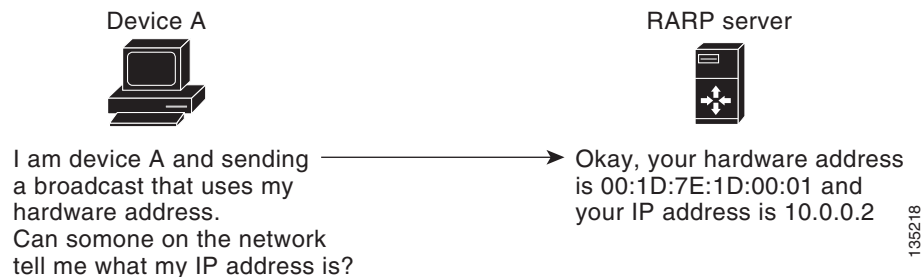 Device A
RARP server
I am device A and sending
a broadcast that uses my
hardware address.
Can somone on the network
tell me what my IP address is?
Okay, your hardware address
is 00:1D:7E:1D:00:01 and
your IP address is 10.0.0.2
135218